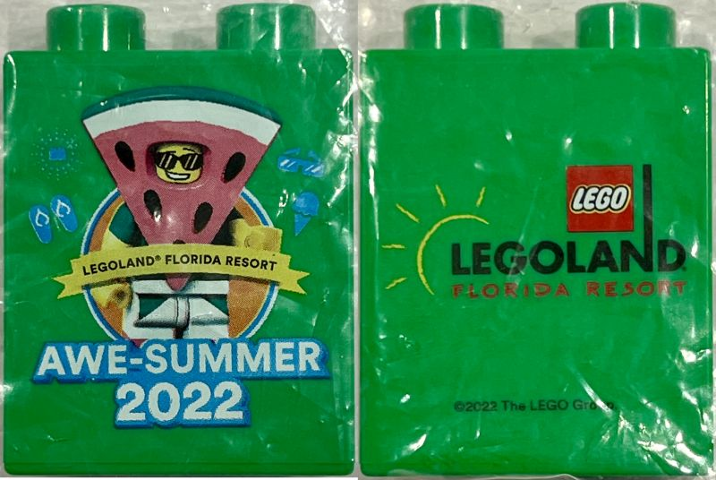 LEGOLAND® FLORIDA RESORT
AWE-SUMMER
2022
LEGO
LEGOLAND®
FLORIDA RESORT
©2022 The LEGO Group